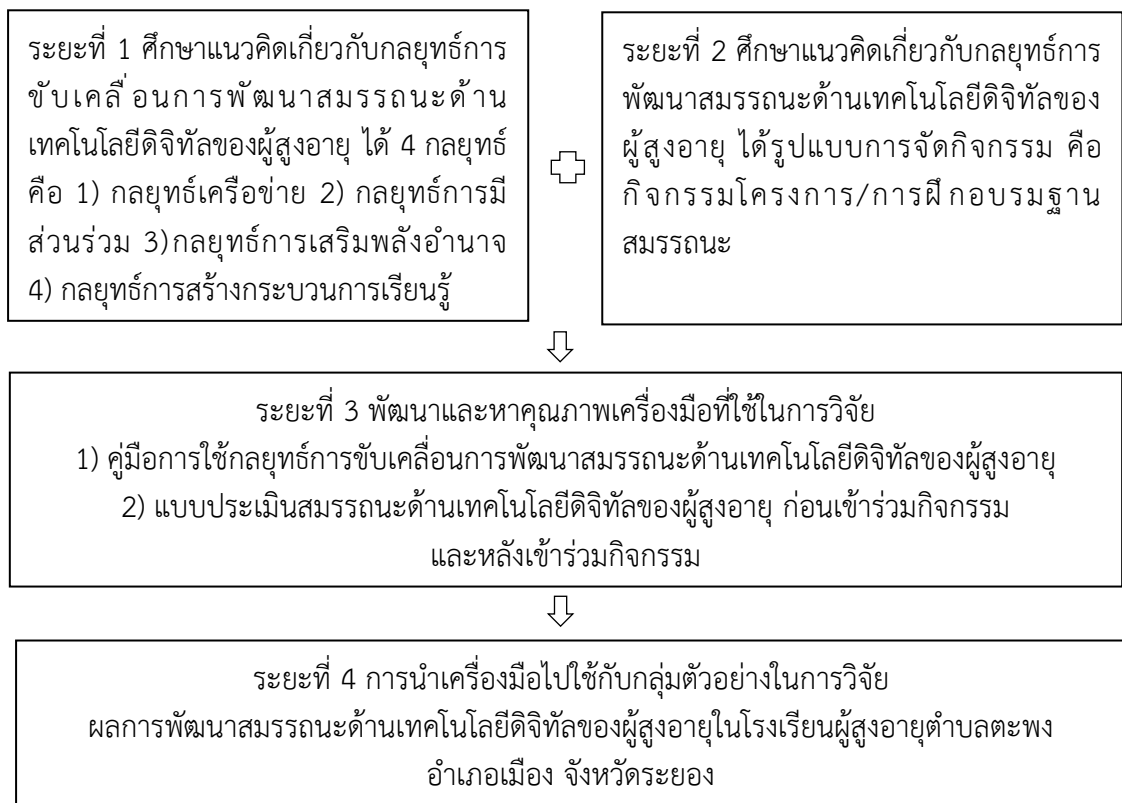 ระยะที่ 1 ศึกษาแนวคิดเกี่ยวกับกลยุทธ์การ
ขับเคลื่อนการพัฒนาสมรรถนะด้าน
เทคโนโลยีดิจิทัลของผู้สูงอายุ ได้ 4 กลยุทธ์
คือ 1) กลยุทธ์เครือข่าย 2) กลยุทธ์การมี
ส่วนร่วม 3)กลยุทธ์การเสริมพลังอำนาจ
4) กลยุทธ์การสร้างกระบวนการเรียนรู้
ระยะที่ 2 ศึกษาแนวคิดเกี่ยวกับกลยุทธ์การ
พัฒนาสมรรถนะด้านเทคโนโลยีดิจิทัลของ
ผู้สูงอายุ ได้รูปแบบการจัดกิจกรรม คือ
กิจกรรมโครงการ/การฝึกอบรมฐาน
สมรรถนะ
ระยะที่ 3 พัฒนาและหาคุณภาพเครื่องมือที่ใช้ในการวิจัย
1) คู่มือการใช้กลยุทธ์การขับเคลื่อนการพัฒนาสมรรถนะด้านเทคโนโลยีดิจิทัลของผู้สูงอายุ
2) แบบประเมินสมรรถนะด้านเทคโนโลยีดิจิทัลของผู้สูงอายุ ก่อนเข้าร่วมกิจกรรม
และหลังเข้าร่วมกิจกรรม
ระยะที่ 4 การนำเครื่องมือไปใช้กับกลุ่มตัวอย่างในการวิจัย
ผลการพัฒนาสมรรถนะด้านเทคโนโลยีดิจิทัลของผู้สูงอายุในโรงเรียนผู้สูงอายุตำบลตะพง
อำเภอเมือง จังหวัดระยอง